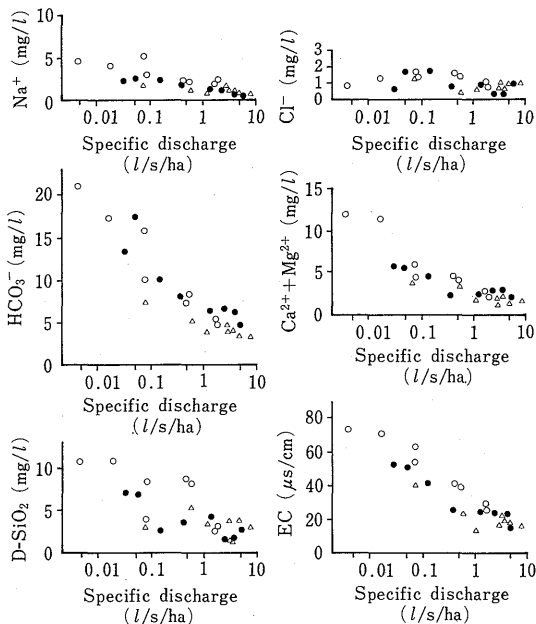 Na⁺ (mg/l)
10
5
0
0.01 0.1 1 10
Specific discharge
(l/s/ha)
Cl⁻ (mg/l)
3
2
1
0
0.01 0.1 1 10
Specific discharge
(l/s/ha)
HCO₃⁻ (mg/l)
20
15
10
5
0
0.01 0.1 1 10
Specific discharge
(l/s/ha)
Ca²⁺+Mg²⁺ (mg/l)
15
10
5
0
0.01 0.1 1 10
Specific discharge
(l/s/ha)
D-SiO₂ (mg/l)
10
5
0
0.01 0.1 1 10
Specific discharge
(l/s/ha)
EC (μs/cm)
80
60
40
20
0
0.01 0.1 1 10
Specific discharge
(l/s/ha)